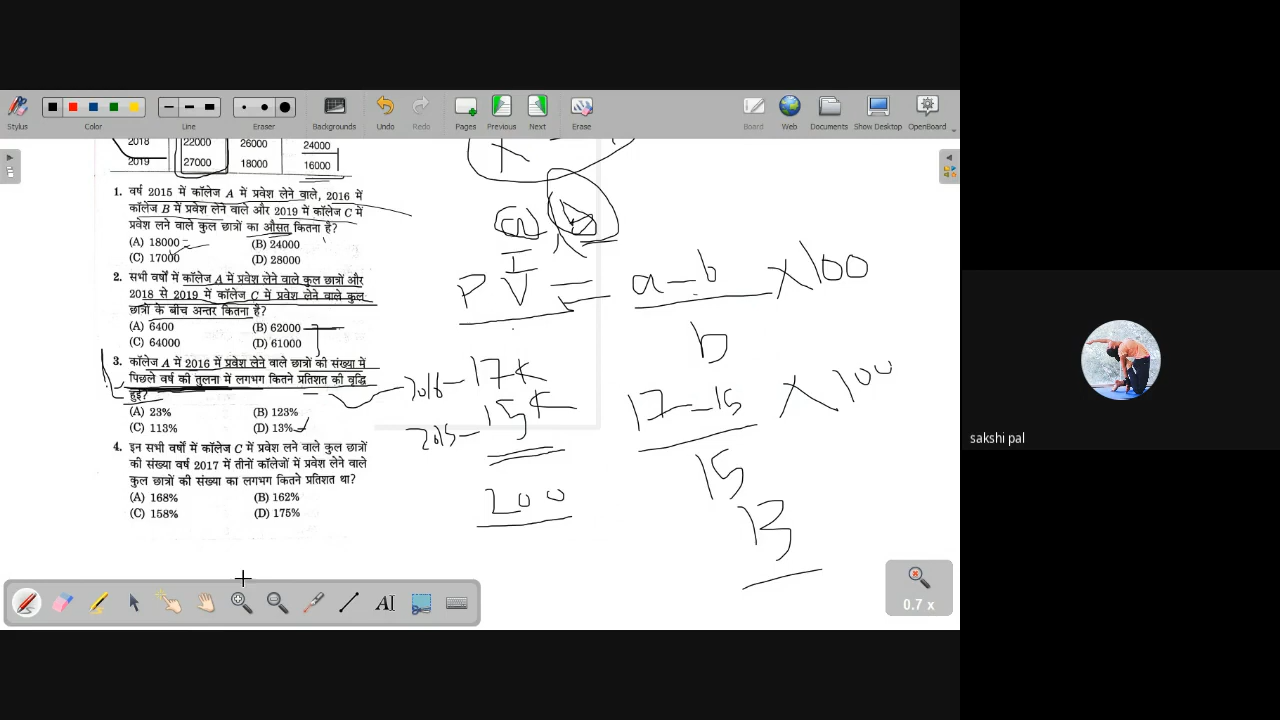 Stylus
Color
Line
Eraser
Backgrounds
Undo
Redo
Pages
Previous
Next
Erase
Board
Web
Documents
Show Desktop
OpenBoard
2018 22000 26000 24000
2019 27000 18000 16000
1. वर्ष 2015 में कॉलेज A में प्रवेश लेने वाले, 2016 में
कॉलेज B में प्रवेश लेने वाले और 2019 में कॉलेज C में
प्रवेश लेने वाले कुल छात्रों का औसत कितना है?
(A) 18000 (B) 24000
(C) 17000 (D) 28000
2. सभी वर्षों में कॉलेज A में प्रवेश लेने वाले कुल छात्रों और
2018 से 2019 में कॉलेज C में प्रवेश लेने वाले कुल
छात्रों के बीच अन्तर कितना है?
(A) 6400 (B) 62000
(C) 64000 (D) 61000
3. कॉलेज A में 2016 में प्रवेश लेने वाले छात्रों की संख्या में
पिछले वर्ष की तुलना में लगभग कितने प्रतिशत की वृद्धि
हुई?
(A) 23% (B) 123%
(C) 113% (D) 13%
4. इन सभी वर्षों में कॉलेज C में प्रवेश लने वाले कुल छात्रों
की संख्या वर्ष 2017 में तीनों कॉलेजों में प्रवेश लेने वाले
कुल छात्रों की संख्या का लगभग कितने प्रतिशत था?
(A) 168% (B) 162%
(C) 158% (D) 175%
a b
I
P V = a-b X100
b
2016 - 17K
2015 - 15K
17-15 X 100
15
200
13
0.7 x
sakshi pal